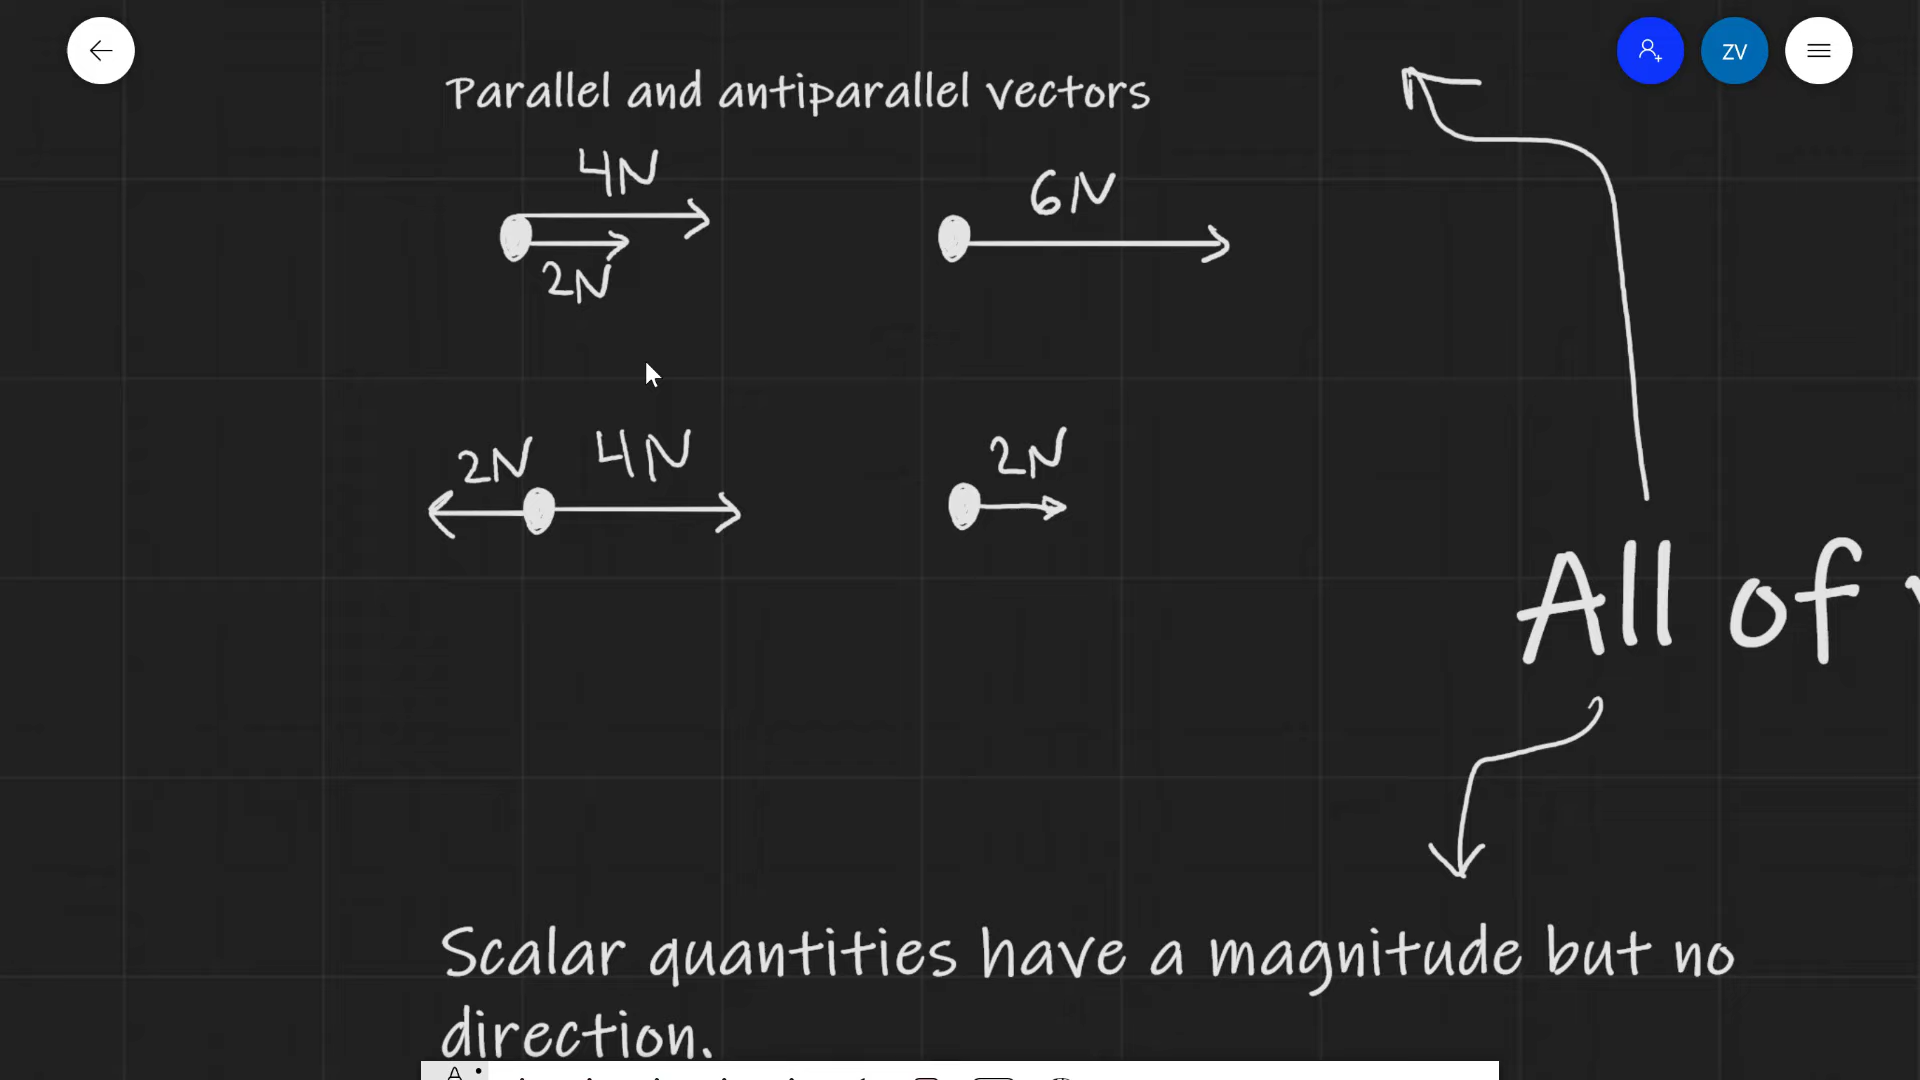 ZV
Parallel and antiparallel vectors
4N
6N
2N
2N 4N
2N
All of
Scalar quantities have a magnitude but no
direction.